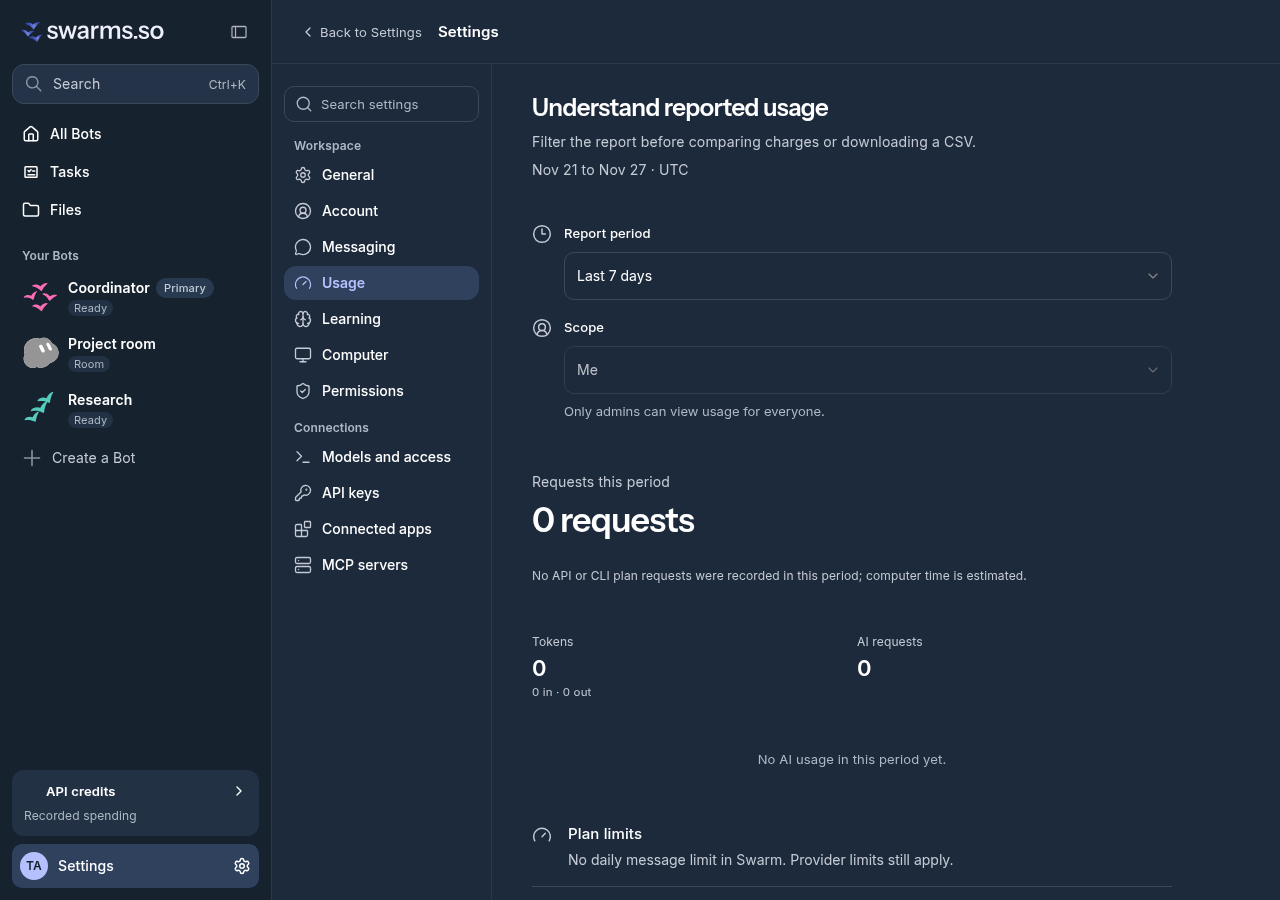 swarms.so
Search Ctrl+K
All Bots
Tasks
Files
Your Bots
Coordinator Primary
Ready
Project room
Room
Research
Ready
Create a Bot
API credits
Recorded spending
TA Settings
Back to Settings Settings
Search settings
Workspace
General
Account
Messaging
Usage
Learning
Computer
Permissions
Connections
Models and access
API keys
Connected apps
MCP servers
Understand reported usage
Filter the report before comparing charges or downloading a CSV.
Nov 21 to Nov 27 · UTC
Report period
Last 7 days
Scope
Me
Only admins can view usage for everyone.
Requests this period
0 requests
No API or CLI plan requests were recorded in this period; computer time is estimated.
Tokens
0
0 in · 0 out
AI requests
0
No AI usage in this period yet.
Plan limits
No daily message limit in Swarm. Provider limits still apply.